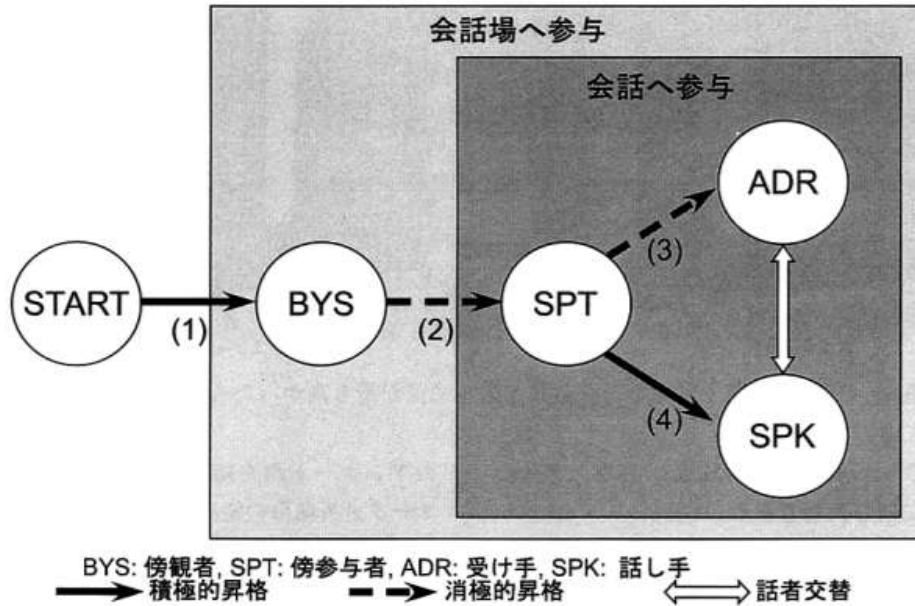 会話場へ参与
会話へ参与
ADR
START
(1)
BYS
(2)
SPT
(3)
(4)
SPK
BYS: 傍観者, SPT: 傍参与者, ADR: 受け手, SPK: 話し手
積極的昇格 消極的昇格 話者交替